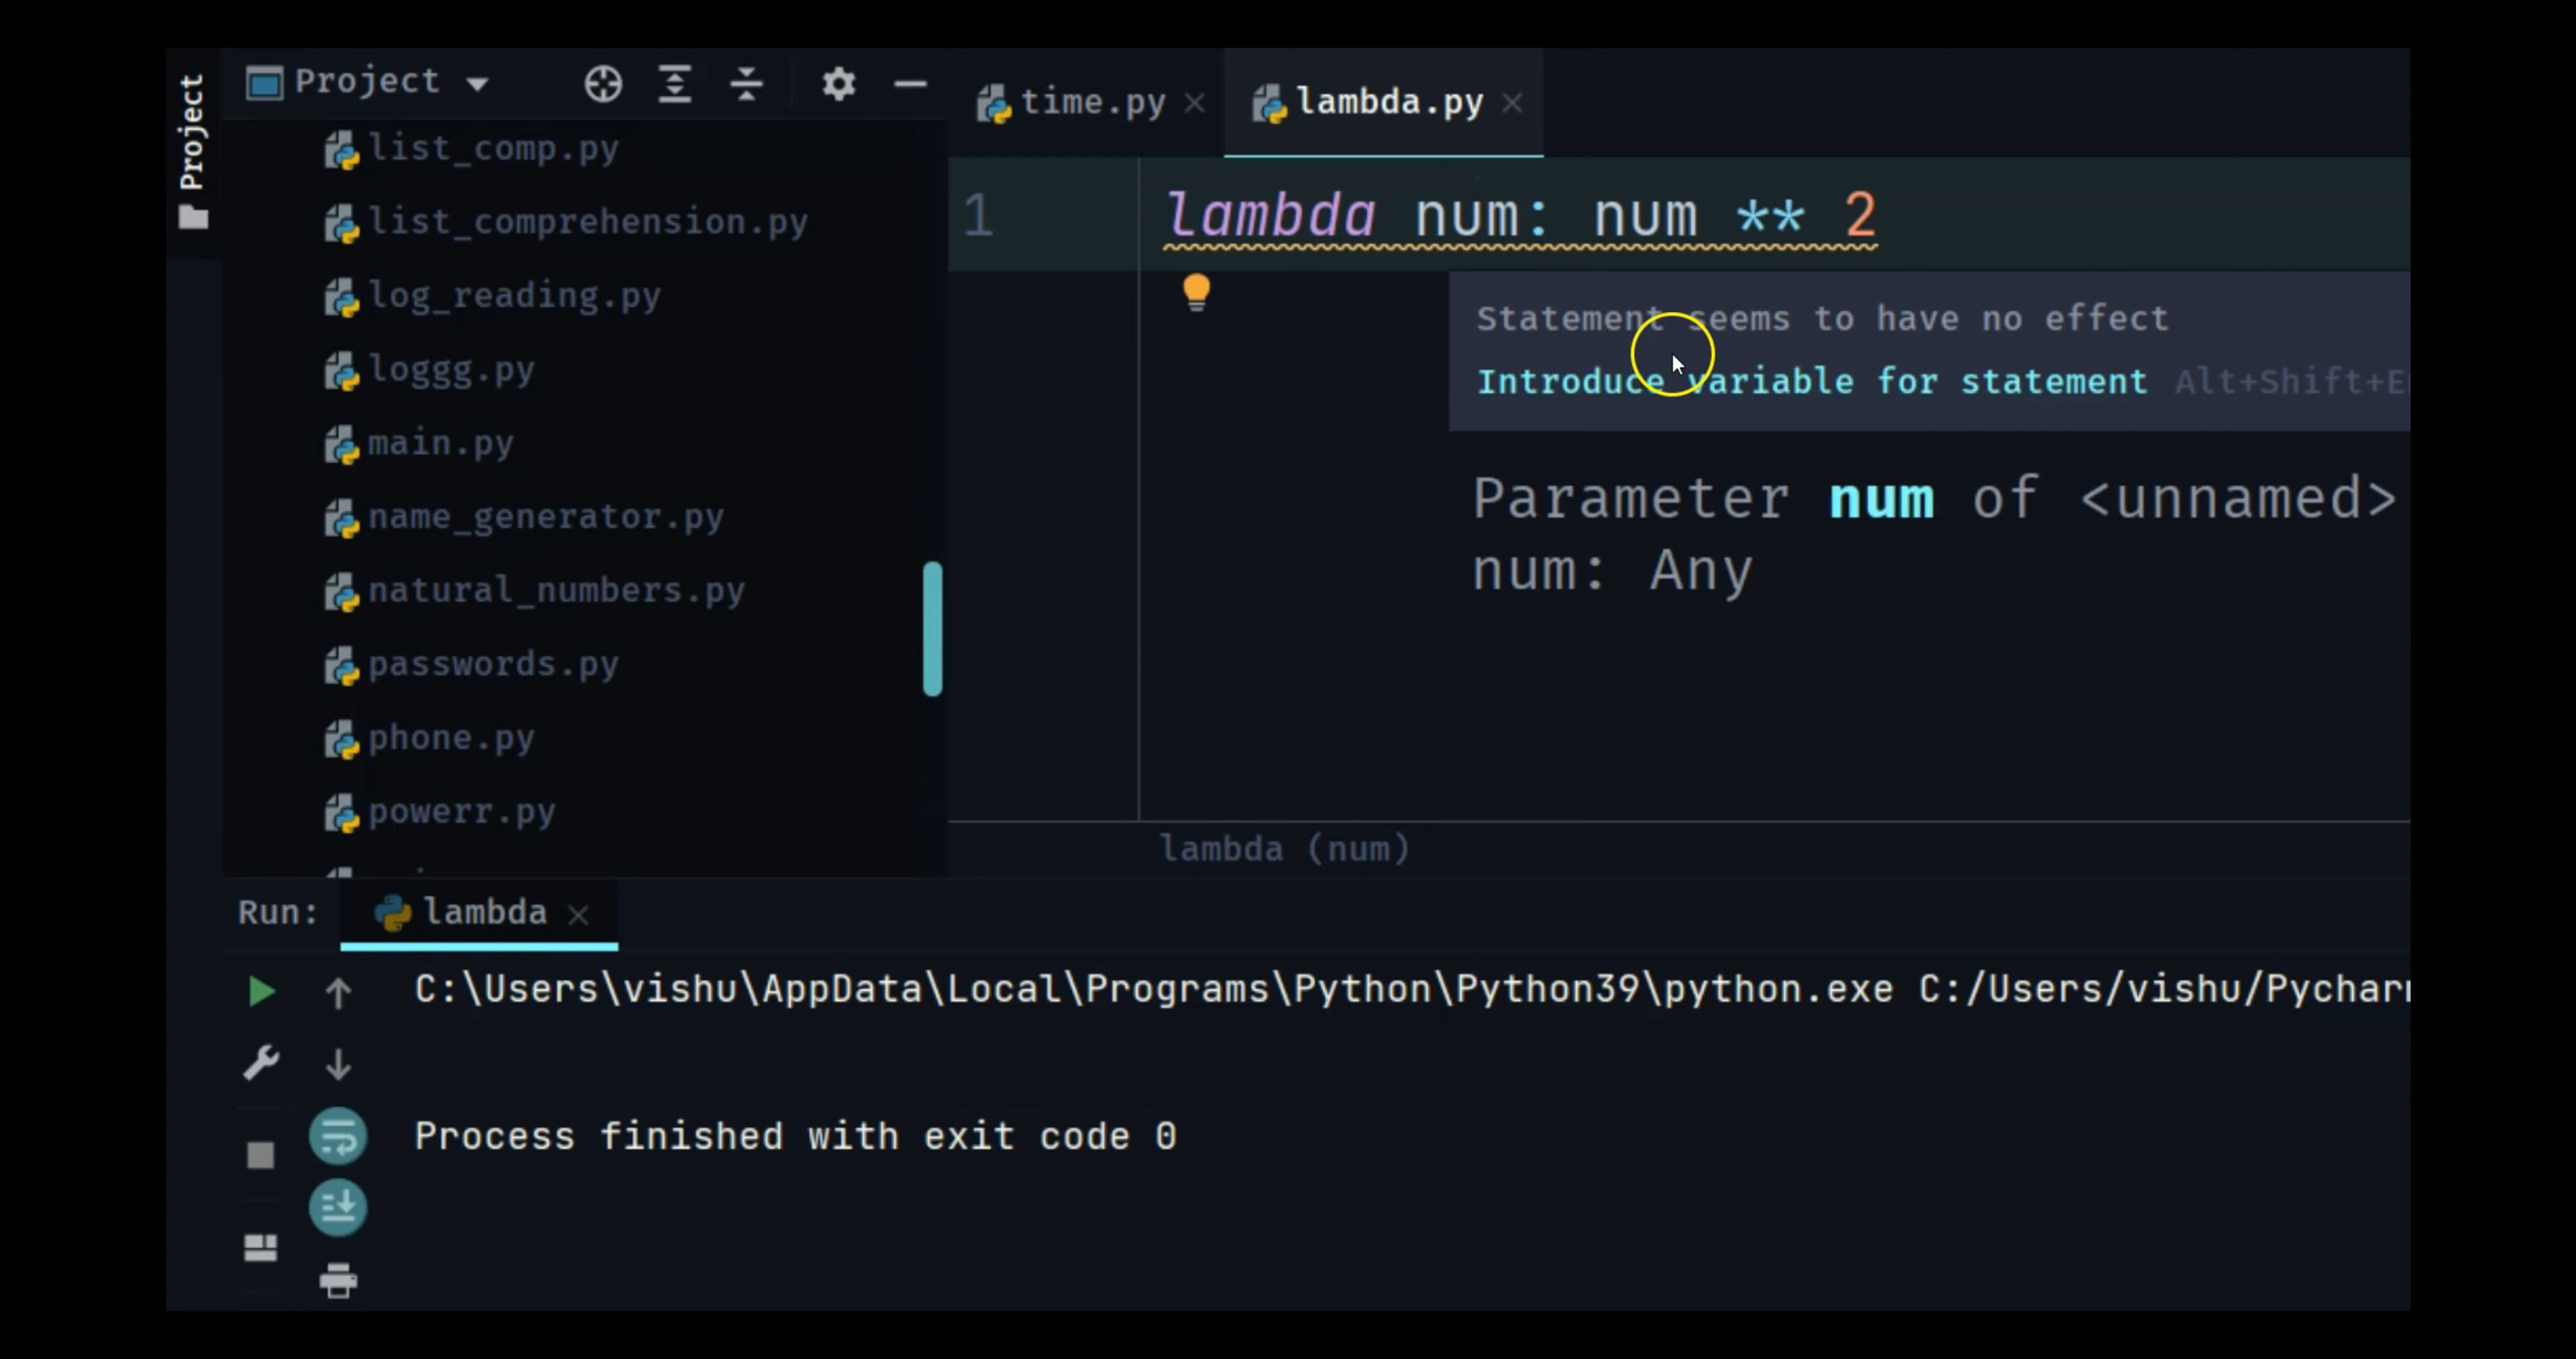 Project
Project
list_comp.py
list_comprehension.py
log_reading.py
loggg.py
main.py
name_generator.py
natural_numbers.py
passwords.py
phone.py
powerr.py
time.py
lambda.py
1 lambda num: num ** 2
Statement seems to have no effect
Introduce variable for statement Alt+Shift+E
Parameter num of <unnamed>
num: Any
lambda (num)
Run: lambda
C:\Users\vishu\AppData\Local\Programs\Python\Python39\python.exe C:/Users/vishu/Pychar
Process finished with exit code 0